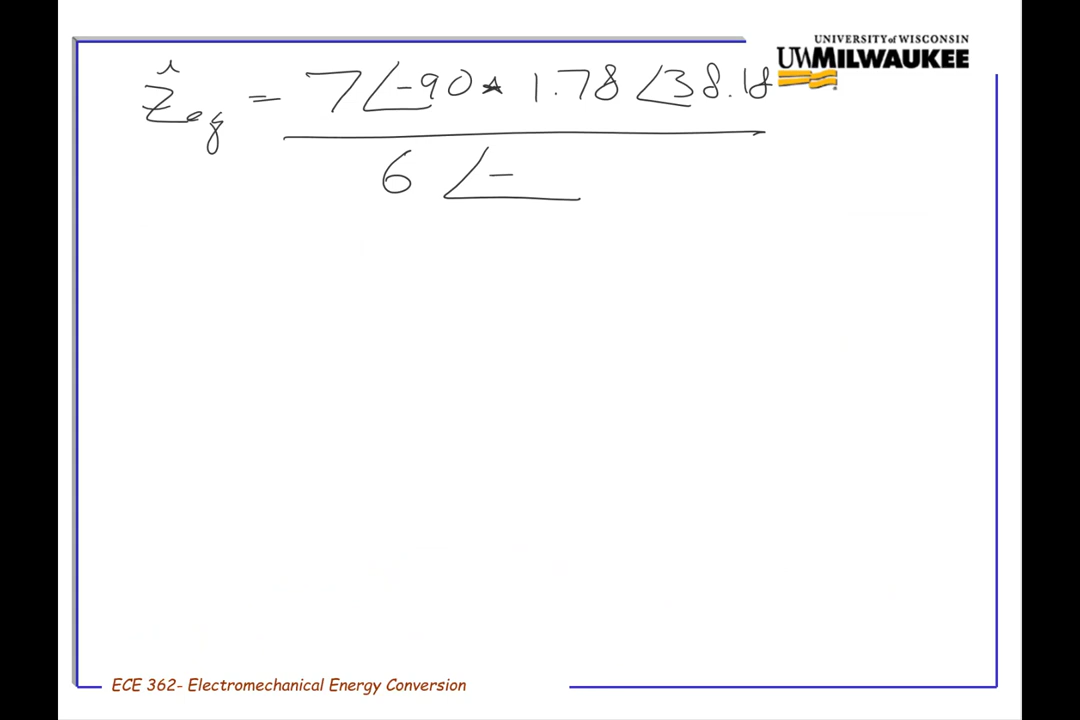 UNIVERSITY of WISCONSIN
UWMILWAUKEE
Ẑeq = 7∠-90 * 1.78 ∠38.18
6 ∠-
ECE 362- Electromechanical Energy Conversion